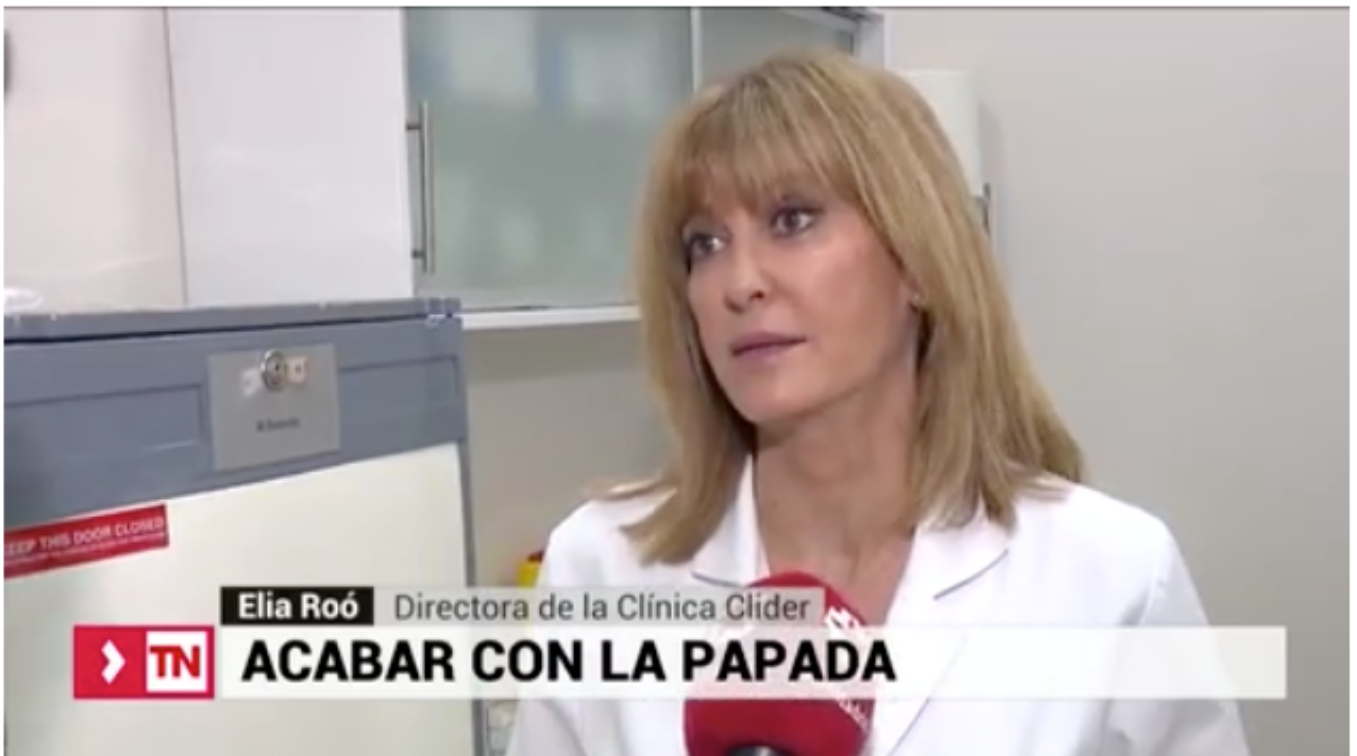 KEEP THIS DOOR CLOSED
Elia Roó Directora de la Clínica Clider
TN ACABAR CON LA PAPADA